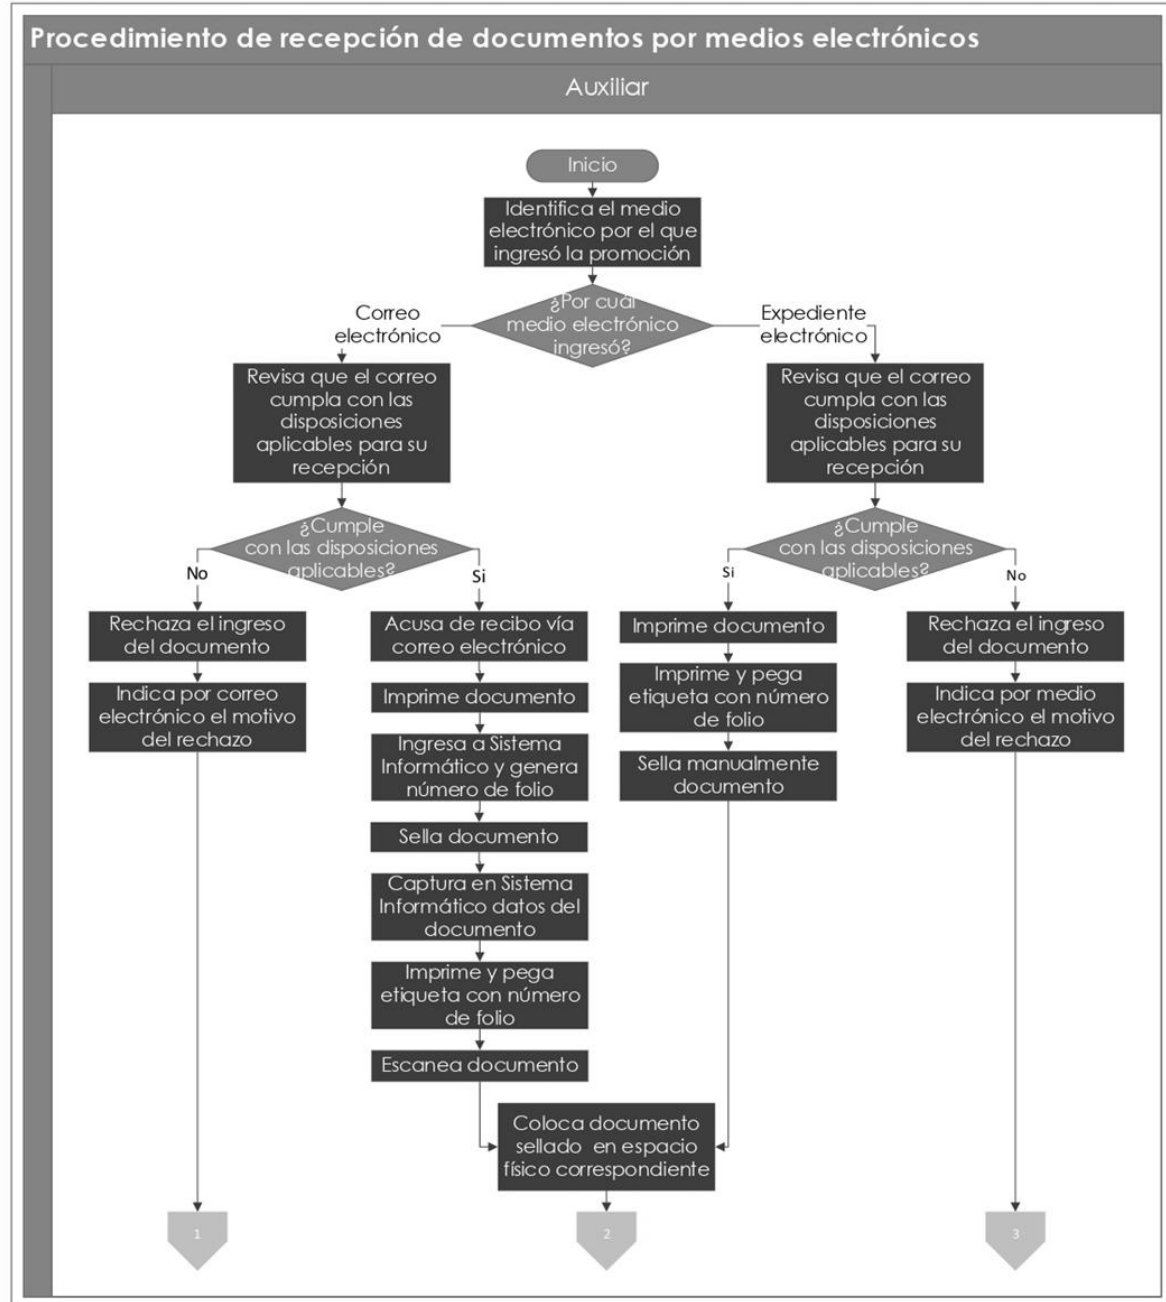 Procedimiento de recepción de documentos por medios electrónicos
Auxiliar
Inicio
Identifica el medio
electrónico por el que
ingresó la promoción
¿Por cuál
medio electrónico
ingresó?
Correo
electrónico
Expediente
electrónico
Revisa que el correo
cumpla con las
disposiciones
aplicables para su
recepción
Revisa que el correo
cumpla con las
disposiciones
aplicables para su
recepción
¿Cumple
con las disposiciones
aplicables?
No
Si
¿Cumple
con las disposiciones
aplicables?
Si
No
Rechaza el ingreso
del documento
Indica por correo
electrónico el motivo
del rechazo
Acusa de recibo vía
correo electrónico
Imprime documento
Ingresa a Sistema
Informático y genera
número de folio
Sella documento
Captura en Sistema
Informático datos del
documento
Imprime y pega
etiqueta con número
de folio
Escanea documento
Imprime documento
Imprime y pega
etiqueta con número
de folio
Sella manualmente
documento
Rechaza el ingreso
del documento
Indica por medio
electrónico el motivo
del rechazo
Coloca documento
sellado en espacio
físico correspondiente
1
2
3